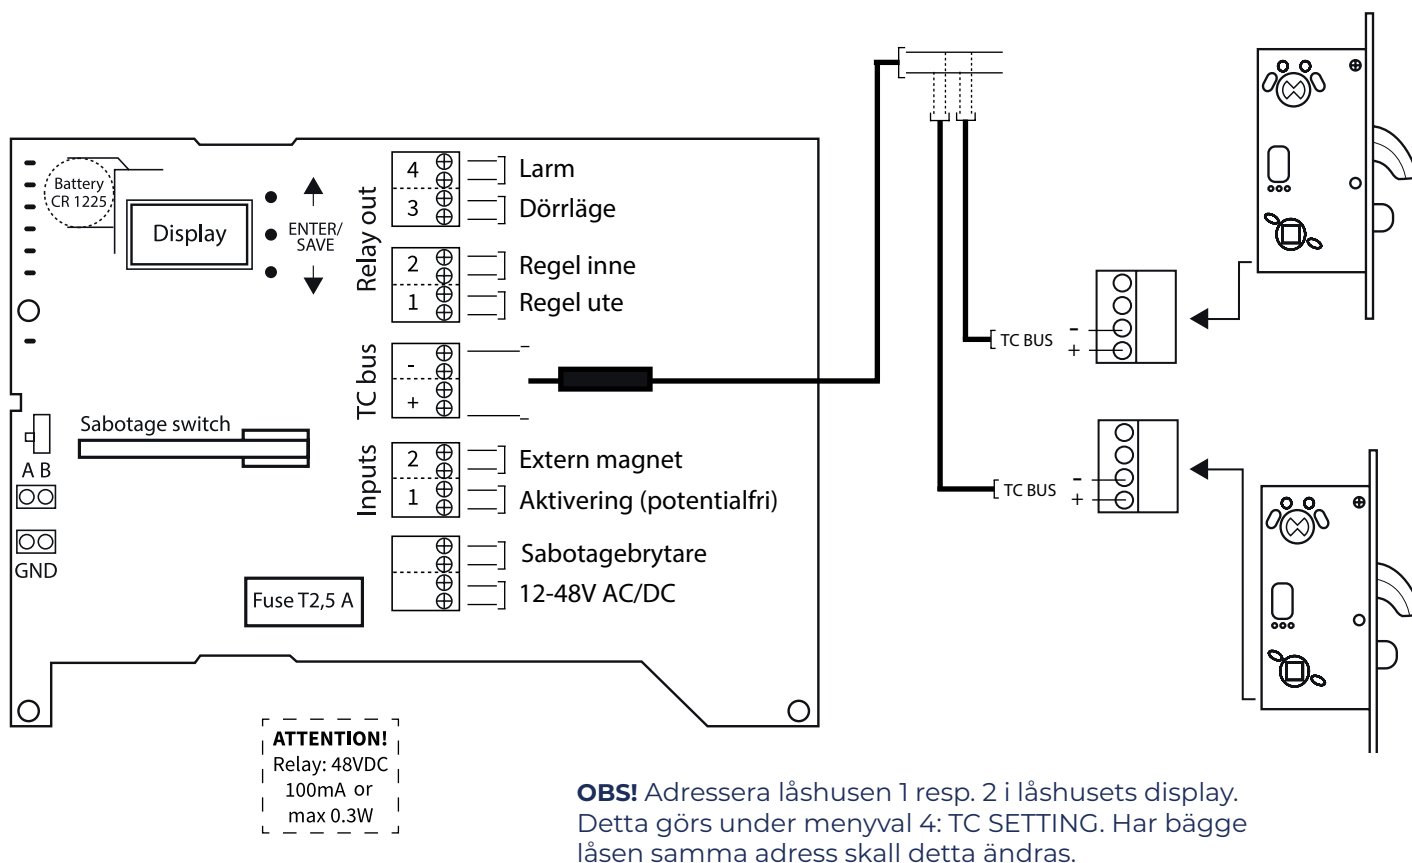 Battery
CR 1225
Display
ENTER/
SAVE
Relay out
4
Larm
3
Dörrläge
2
Regel inne
1
Regel ute
TC bus
-
+
–
–
Sabotage switch
A B
GND
Inputs
2
Extern magnet
1
Aktivering (potentialfri)
Sabotagebrytare
12-48V AC/DC
Fuse T2,5 A
TC BUS
-
+
TC BUS
-
+
ATTENTION!
Relay: 48VDC
100mA or
max 0.3W
OBS! Adressera låshusen 1 resp. 2 i låshusets display.
Detta görs under menyval 4: TC SETTING. Har bägge
låsen samma adress skall detta ändras.